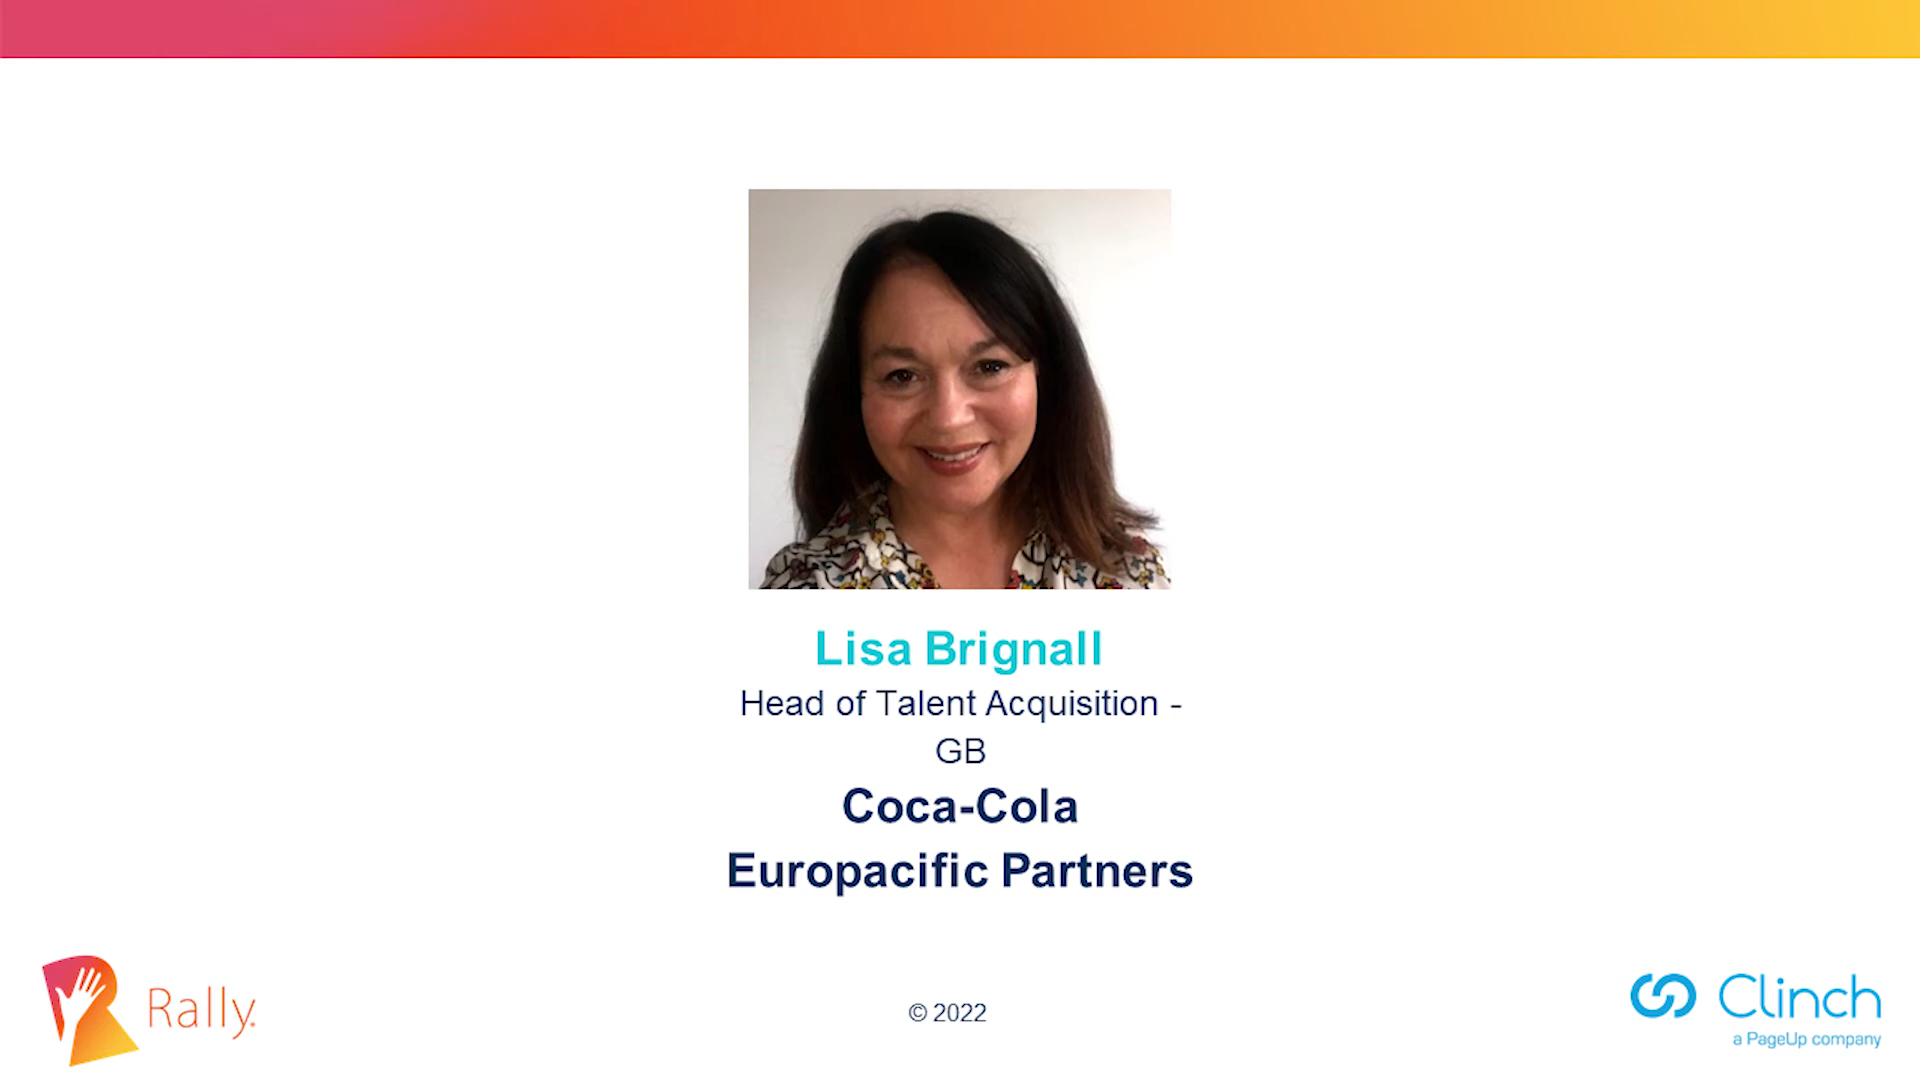 Lisa Brignall
Head of Talent Acquisition -
GB
Coca-Cola
Europacific Partners
Rally.
© 2022
Clinch
a PageUp company